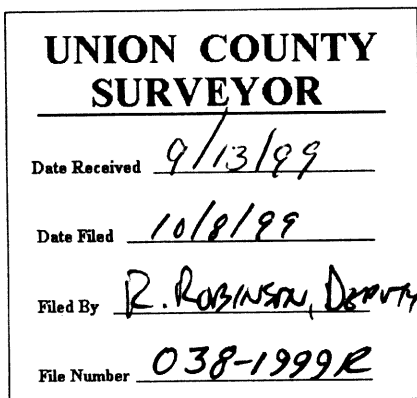 UNION COUNTY
SURVEYOR
Date Received 9/13/99
Date Filed 10/8/99
Filed By R. ROBINSON, DEPUTY
File Number 038-1999R